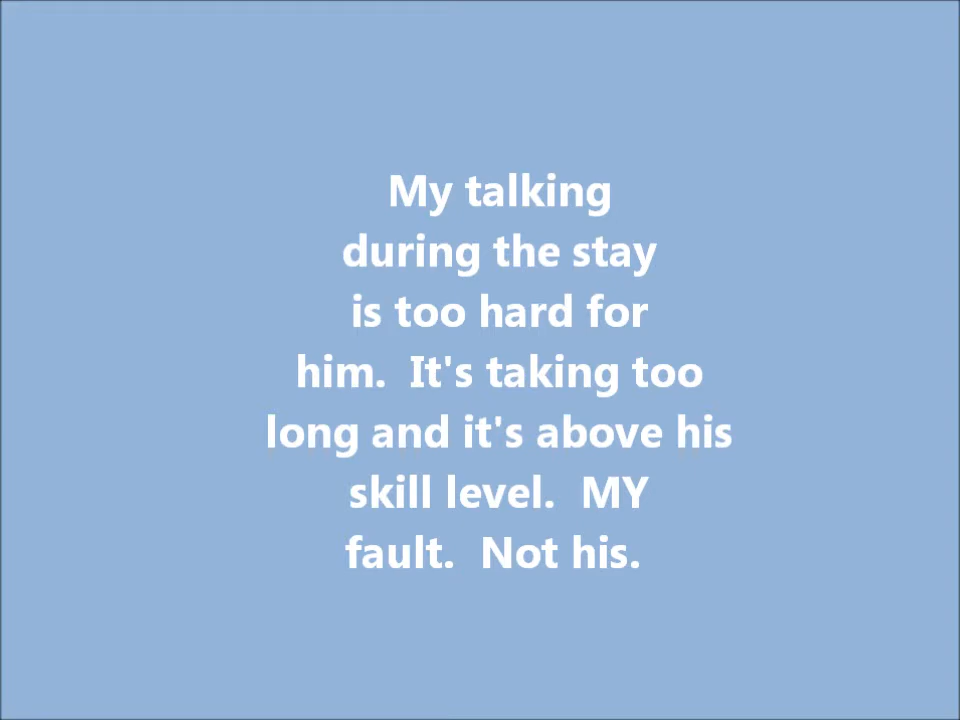 My talking
during the stay
is too hard for
him.  It's taking too
long and it's above his
skill level.  MY
fault.  Not his.